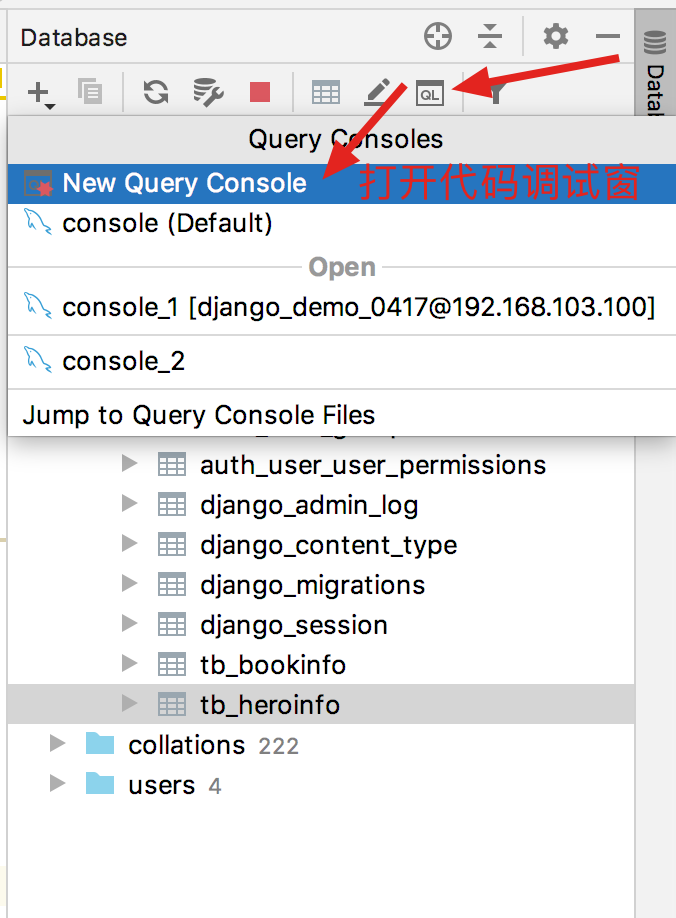 Database
QL
Query Consoles
New Query Console 打开代码调试窗
console (Default)
Open
console_1 [django_demo_0417@192.168.103.100]
console_2
Jump to Query Console Files
auth_user_user_permissions
django_admin_log
django_content_type
django_migrations
django_session
tb_bookinfo
tb_heroinfo
collations 222
users 4